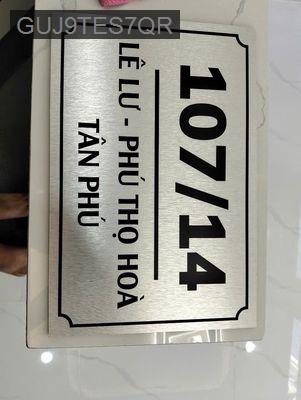 GUJ9TES7QR
107/14
LÊ LƯ - PHÚ THỌ HOÀ
TÂN PHÚ